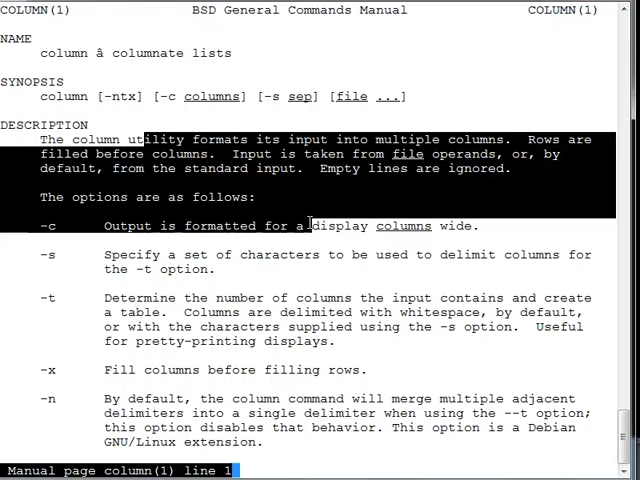 COLUMN(1) BSD General Commands Manual COLUMN(1)
NAME
column â columnate lists
SYNOPSIS
column [-ntx] [-c columns] [-s sep] [file ...]
DESCRIPTION
The column utility formats its input into multiple columns. Rows are
filled before columns. Input is taken from file operands, or, by
default, from the standard input. Empty lines are ignored.
The options are as follows:
-c Output is formatted for a display columns wide.
-s Specify a set of characters to be used to delimit columns for
the -t option.
-t Determine the number of columns the input contains and create
a table. Columns are delimited with whitespace, by default,
or with the characters supplied using the -s option. Useful
for pretty-printing displays.
-x Fill columns before filling rows.
-n By default, the column command will merge multiple adjacent
delimiters into a single delimiter when using the --t option;
this option disables that behavior. This option is a Debian
GNU/Linux extension.
Manual page column(1) line 1